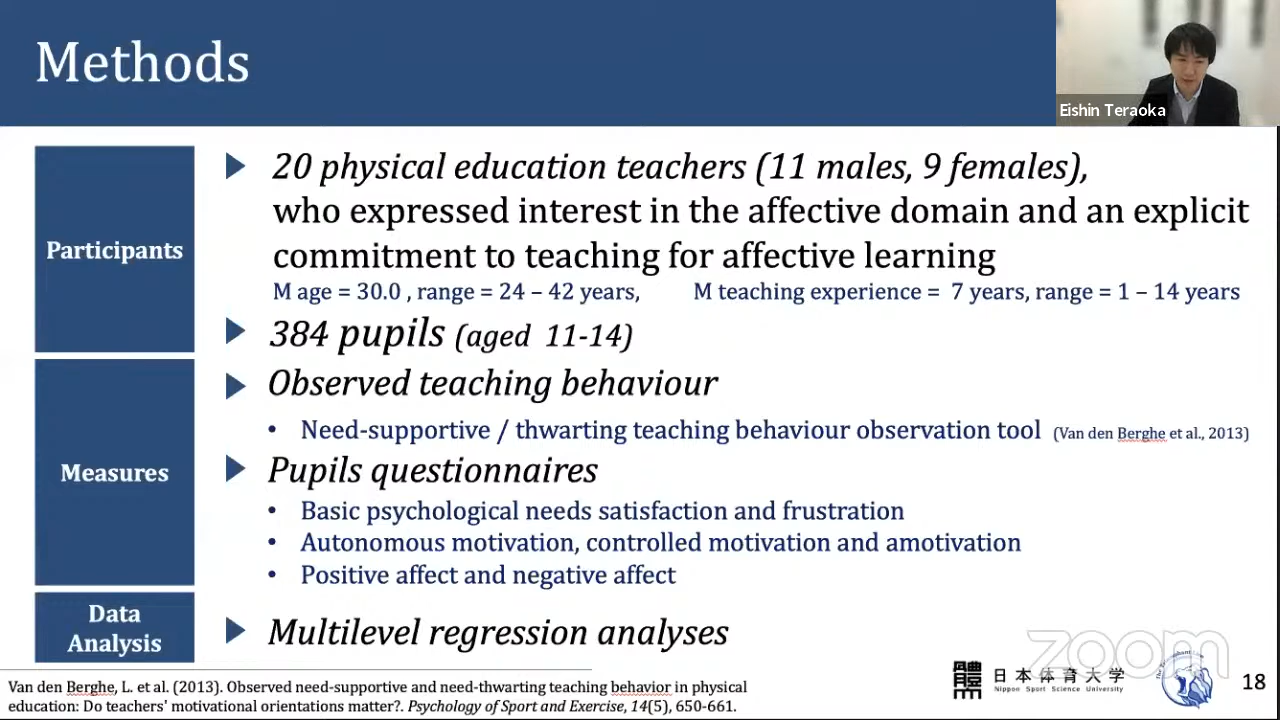 Methods
Eishin Teraoka
Participants
20 physical education teachers (11 males, 9 females),
who expressed interest in the affective domain and an explicit
commitment to teaching for affective learning
M age = 30.0 , range = 24 – 42 years, M teaching experience = 7 years, range = 1 – 14 years
384 pupils (aged 11-14)
Measures
Observed teaching behaviour
• Need-supportive / thwarting teaching behaviour observation tool (Van den Berghe et al., 2013)
Pupils questionnaires
• Basic psychological needs satisfaction and frustration
• Autonomous motivation, controlled motivation and amotivation
• Positive affect and negative affect
Data
Analysis
Multilevel regression analyses
zoom
Van den Berghe, L. et al. (2013). Observed need-supportive and need-thwarting teaching behavior in physical
education: Do teachers' motivational orientations matter?. Psychology of Sport and Exercise, 14(5), 650-661.
日本体育大学
Nippon Sport Science University
18